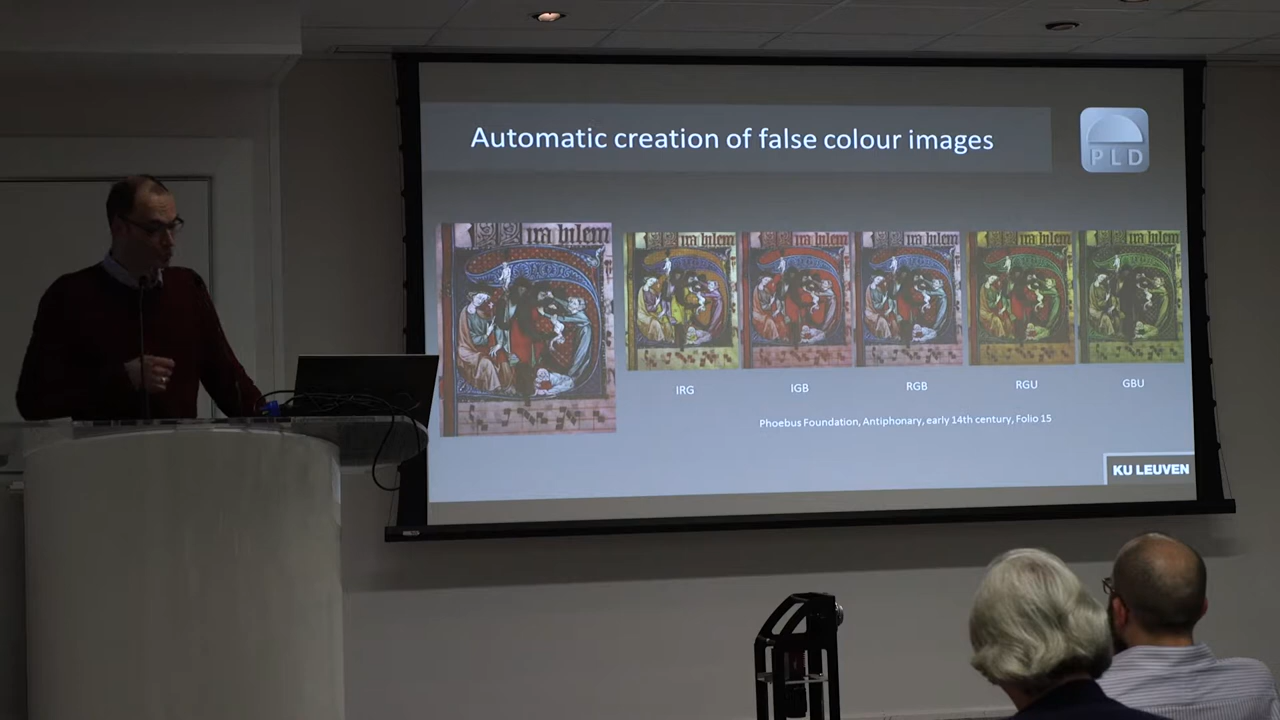 Automatic creation of false colour images
PLD
IRG
IGB
RGB
RGU
GBU
Phoebus Foundation, Antiphonary, early 14th century, Folio 15
KU LEUVEN